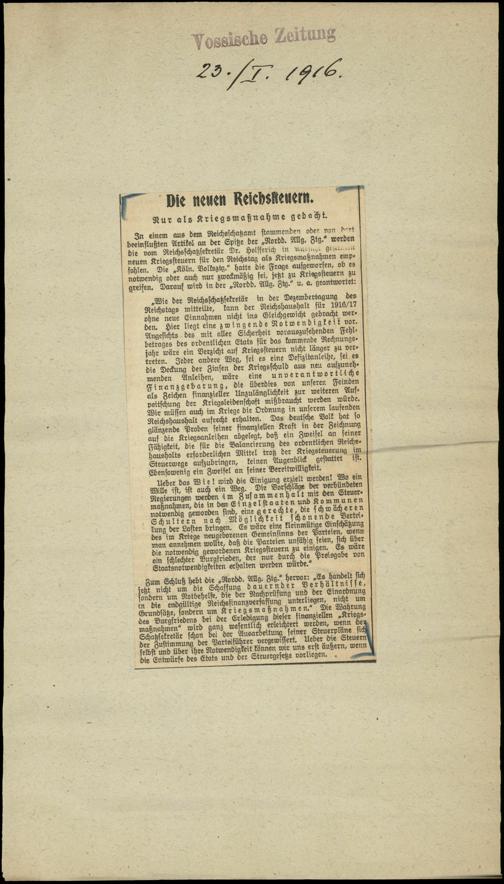 Vossische Zeitung
23./I. 1916.
Die neuen Reichssteuern.
Nur als Kriegsmaßnahme gedacht.
In einem aus dem Reichsschatzamt stammenden oder von dort
beeinflußten Artikel an der Spitze der „Nordd. Allg. Ztg.“ werden
die vom Reichsschatzsekretär Dr. Helfferich in Aussicht gestellten
neuen Kriegssteuern für den Reichstag als Kriegsmaßnahme emp-
fohlen. Die „Köln. Volksztg.“ hatte die Frage aufgeworfen, ob es
notwendig oder auch nur zweckmäßig sei, jetzt zu Kriegssteuern zu
greifen. Darauf wird in der „Nordd. Allg. Ztg.“ u. a. geantwortet:
„Wie der Reichsschatzsekretär in der Dezembertagung des
Reichstags mitteilte, kann der Reichshaushalt für 1916/17
ohne neue Einnahmen nicht ins Gleichgewicht gebracht wer-
den. Hier liegt eine zwingende Notwendigkeit vor.
Angesichts des mit aller Sicherheit vorauszusehenden Fehl-
betrages des ordentlichen Etats für das kommende Rechnungs-
jahr wäre ein Verzicht auf Kriegssteuern nicht länger zu ver-
treten. Jeder andere Weg, sei es eine Defizitanleihe, sei es
die Deckung der Zinsen der Kriegsschuld aus neu aufzuneh-
menden Anleihen, wäre eine unverantwortliche
Finanzgebarung, die überdies von unseren Feinden
als Zeichen finanzieller Unzulänglichkeit zur weiteren Auf-
peitschung der Kriegsleidenschaft mißbraucht werden würde.
Wir müssen auch im Kriege die Ordnung in unserem laufenden
Reichshaushalt aufrecht erhalten. Das deutsche Volk hat so
glänzende Proben seiner finanziellen Kraft in der Zeichnung
auf die Kriegsanleihen abgelegt, daß ein Zweifel an seiner
Fähigkeit, die für die Balancierung des ordentlichen Reichs-
haushalts erforderlichen Mittel trotz der Kriegssteuerung im
Steuerwege aufzubringen, keinen Augenblick gestattet ist.
Ebensowenig ein Zweifel an seiner Bereitwilligkeit.
Ueber das Wie! wird die Einigung erzielt werden! Wo ein
Wille ist, ist auch ein Weg. Die Vorschläge der verbündeten
Regierungen werden im Zusammenhalt mit den Steuer-
maßnahmen, die in den Einzelstaaten und Kommunen
notwendig geworden sind, eine gerechte, die schwächeren
Schultern nach Möglichkeit schonende Vertei-
lung der Lasten bringen. Es wäre eine kleinmütige Einschätzung
des im Kriege neugeborenen Gemeinsinns der Parteien, wenn
man annehmen wollte, daß die Parteien unfähig seien, sich über
die notwendig gewordenen Kriegssteuern zu einigen. Es wäre
ein schlechter Burgfrieden, der nur durch die Preisgabe von
Staatsnotwendigkeiten erhalten werden würde.“
Zum Schluß hebt die „Nordd. Allg. Ztg.“ hervor: „Es handelt sich
jetzt nicht um die Schaffung dauernder Verhältnisse,
sondern um Notbehelfe, die der Nachprüfung und der Einordnung
in die endgültige Reichsfinanzverfassung unterliegen, nicht um
Grundsätze, sondern um Kriegsmaßnahmen.“ Die Wahrung
des Burgfriedens bei der Erledigung dieser finanziellen „Kriegs-
maßnahmen“ wird ganz wesentlich erleichtert werden, wenn der
Schatzsekretär schon bei der Ausarbeitung seiner Steuerpläne sich
der Zustimmung der Parteiführer vergewissert. Ueber die Steuern
selbst und über ihre Notwendigkeit können wir uns erst äußern, wenn
die Entwürfe des Etats und der Steuergesetze vorliegen.